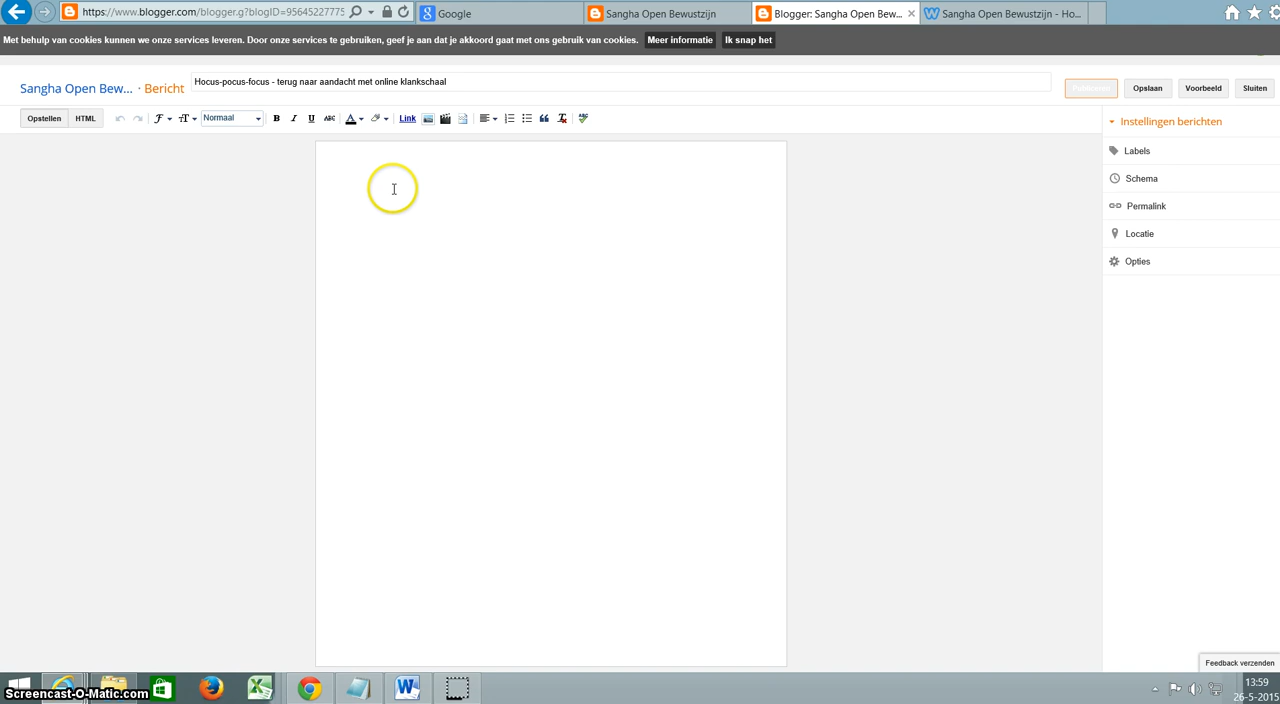 https://www.blogger.com/blogger.g?blogID=95645227775
Google
Sangha Open Bewustzijn
Blogger: Sangha Open Bew...
Sangha Open Bewustzijn - Ho...
Met behulp van cookies kunnen we onze services leveren. Door onze services te gebruiken, geef je aan dat je akkoord gaat met ons gebruik van cookies.
Meer informatie
Ik snap het
Sangha Open Bew... · Bericht
Hocus-pocus-focus - terug naar aandacht met online klankschaal
Publiceren
Opslaan
Voorbeeld
Sluiten
Opstellen
HTML
Normaal
B
I
U
ABC
A
Link
Instellingen berichten
Labels
Schema
Permalink
Locatie
Opties
Feedback verzenden
Screencast-O-Matic.com
13:59
26-5-2015